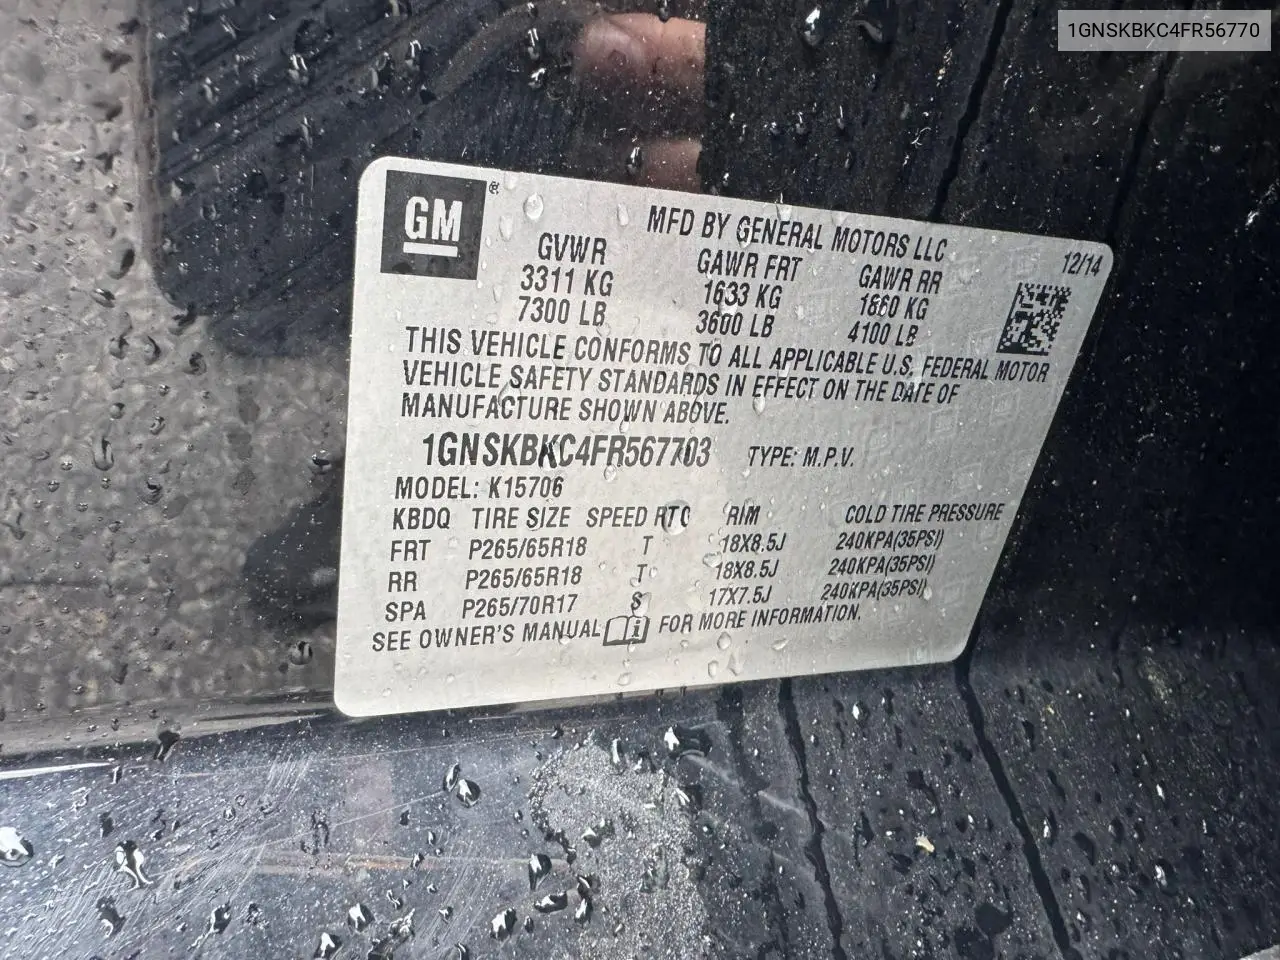 1GNSKBKC4FR56770
GM®
MFD BY GENERAL MOTORS LLC
12/14
GVWR GAWR FRT GAWR RR
3311 KG 1633 KG 1860 KG
7300 LB 3600 LB 4100 LB
THIS VEHICLE CONFORMS TO ALL APPLICABLE U.S. FEDERAL MOTOR
VEHICLE SAFETY STANDARDS IN EFFECT ON THE DATE OF
MANUFACTURE SHOWN ABOVE.
1GNSKBKC4FR567703 TYPE: M.P.V.
MODEL: K15706
KBDQ TIRE SIZE SPEED RTG RIM COLD TIRE PRESSURE
FRT P265/65R18 T 18X8.5J 240KPA(35PSI)
RR P265/65R18 T 18X8.5J 240KPA(35PSI)
SPA P265/70R17 S 17X7.5J 240KPA(35PSI)
SEE OWNER'S MANUAL i FOR MORE INFORMATION.